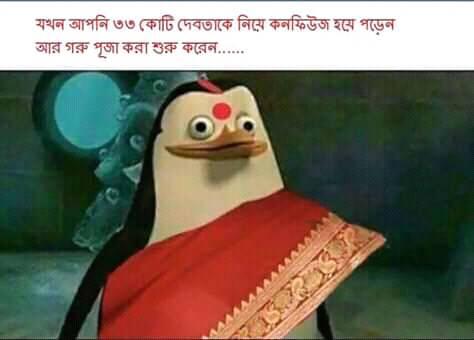 যখন আপনি ৩৩ কোটি দেবতাকে নিয়ে কনফিউজ হয়ে পড়েন
আর গরু পূজা করা শুরু করেন......